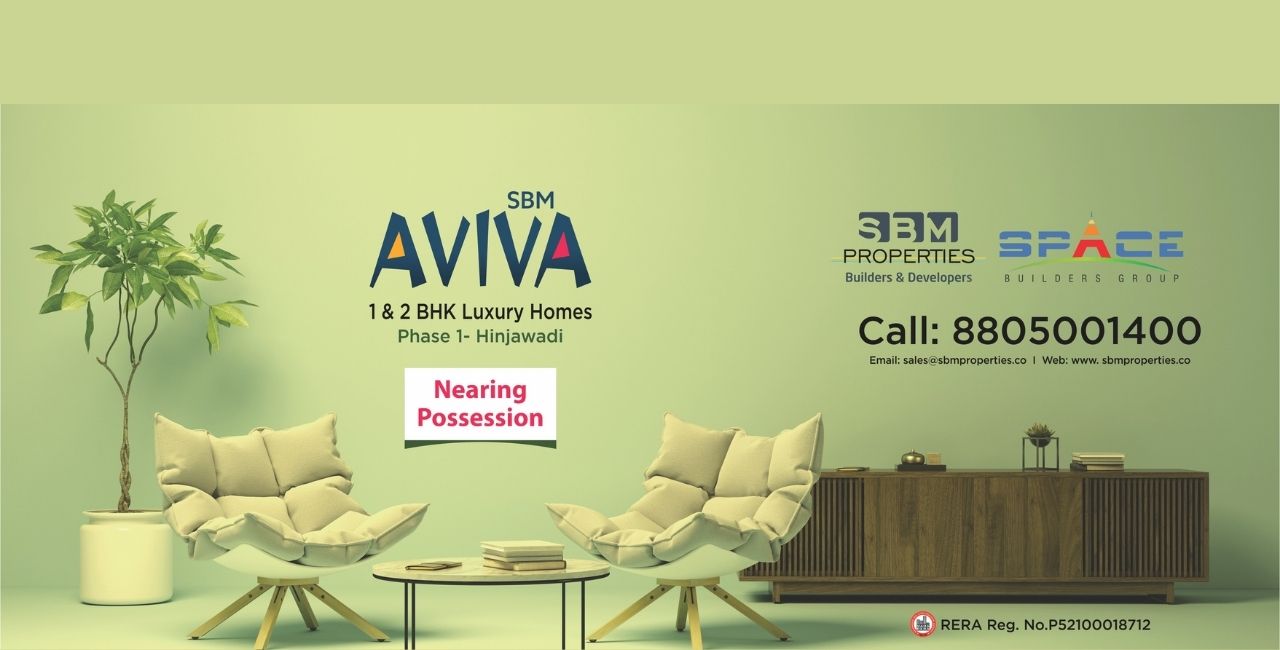 SBM
AVIVA
1 & 2 BHK Luxury Homes
Phase 1- Hinjawadi
Nearing
Possession
SBM
PROPERTIES
Builders & Developers
SPACE
BUILDERS GROUP
Call: 8805001400
Email: sales@sbmproperties.co I Web: www. sbmproperties.co
RERA Reg. No.P52100018712